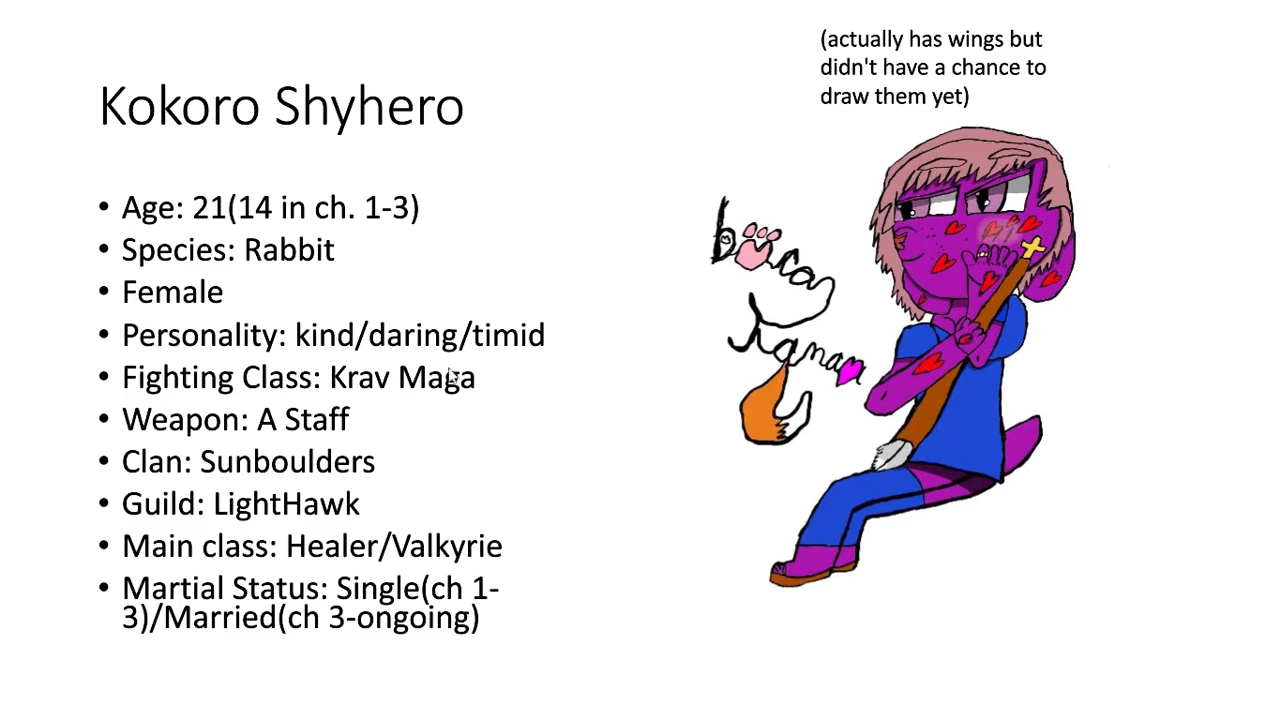 (actually has wings but
didn't have a chance to
draw them yet)
Kokoro Shyhero
• Age: 21(14 in ch. 1-3)
• Species: Rabbit
• Female
• Personality: kind/daring/timid
• Fighting Class: Krav Maga
• Weapon: A Staff
• Clan: Sunboulders
• Guild: LightHawk
• Main class: Healer/Valkyrie
• Martial Status: Single(ch 1-
3)/Married(ch 3-ongoing)